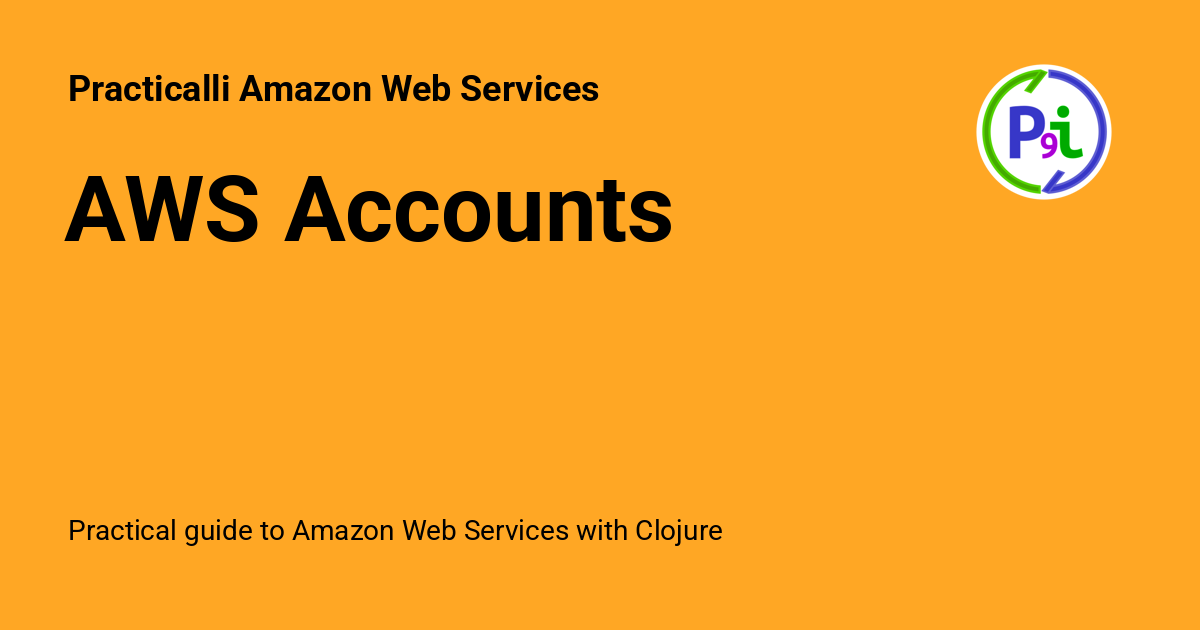 Practicalli Amazon Web Services
P9i
AWS Accounts
Practical guide to Amazon Web Services with Clojure